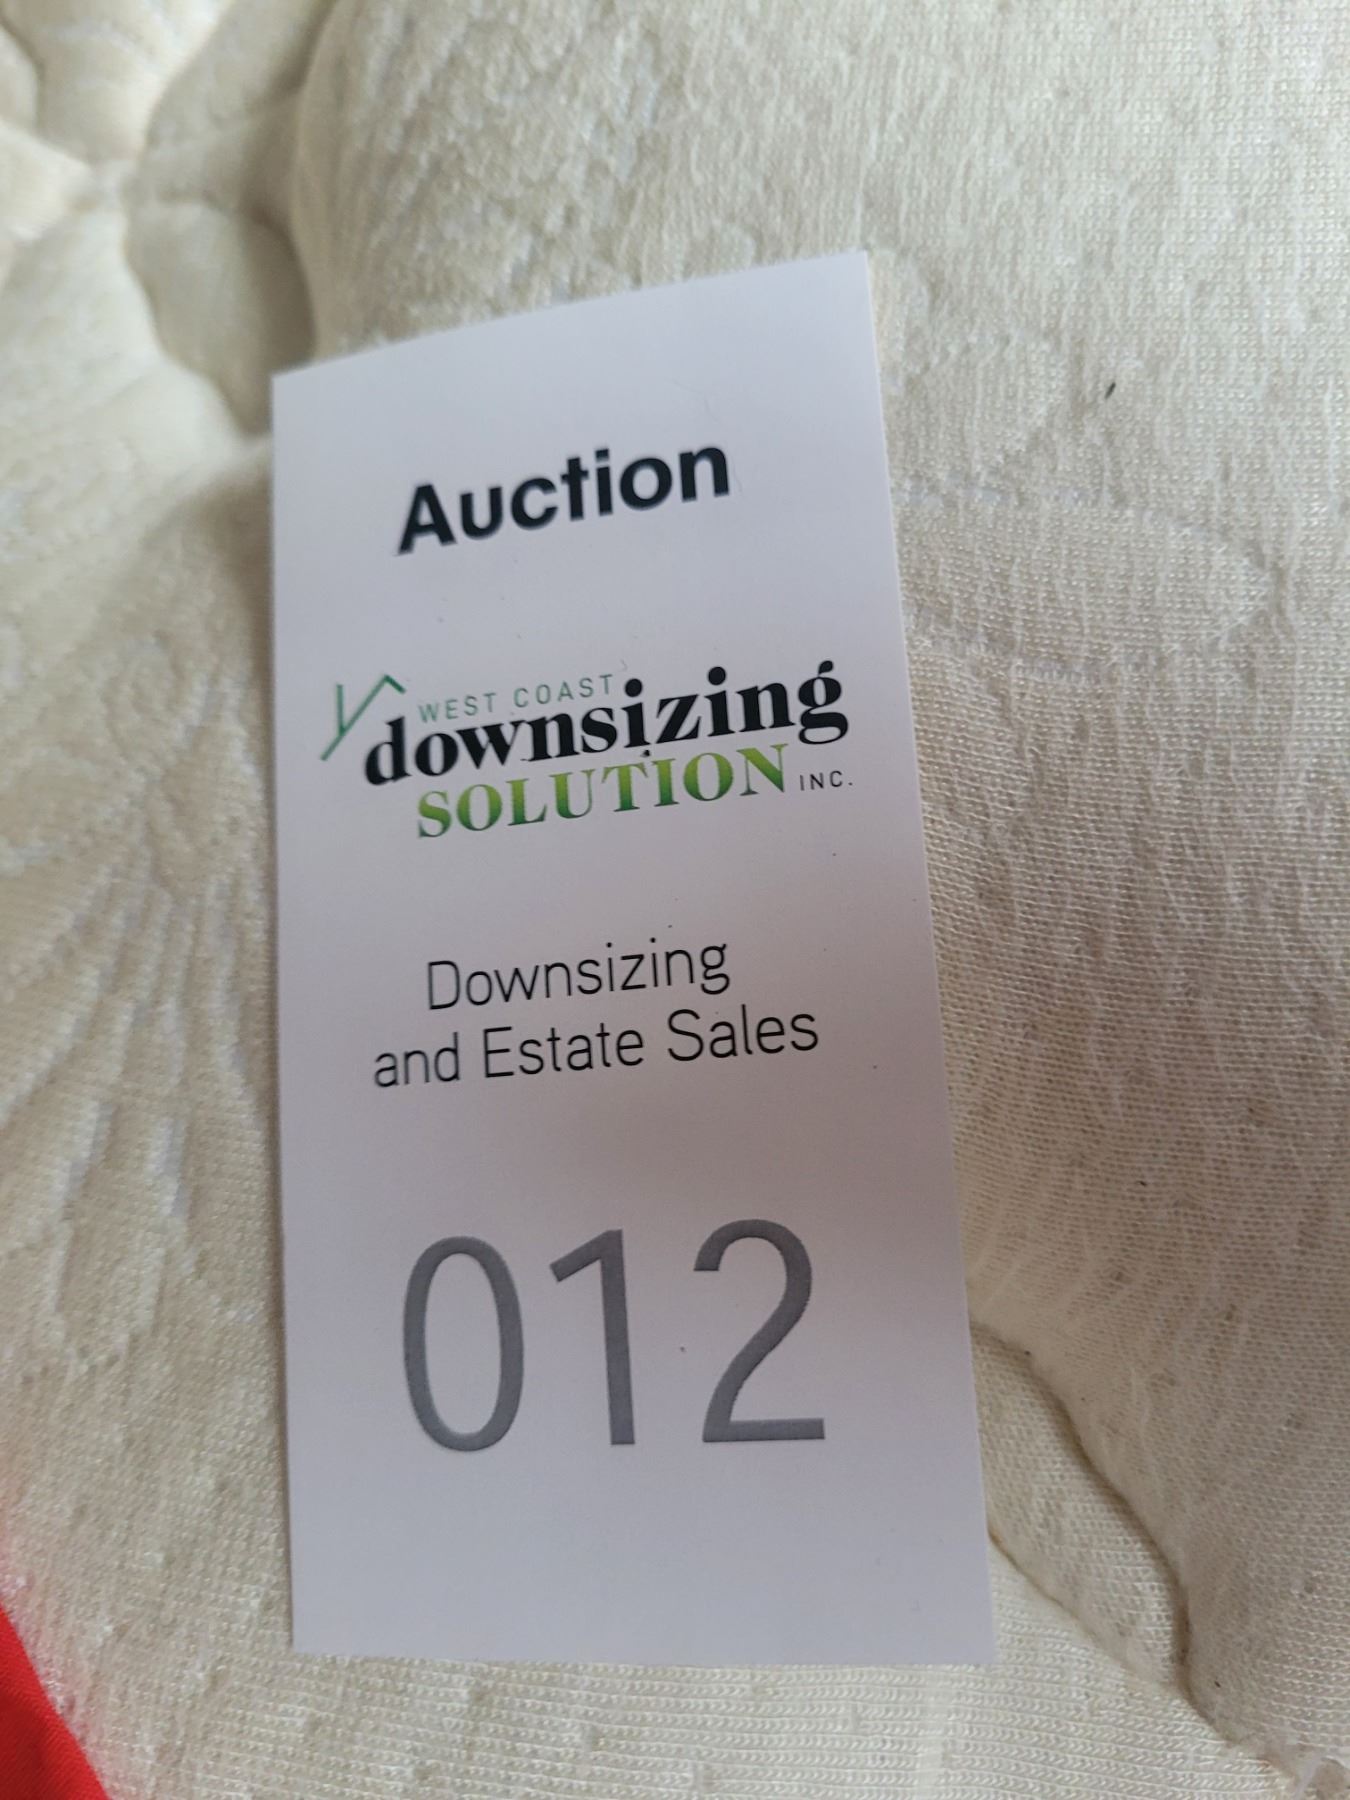 Auction
WEST COAST
downsizing
SOLUTION INC.
Downsizing
and Estate Sales
012